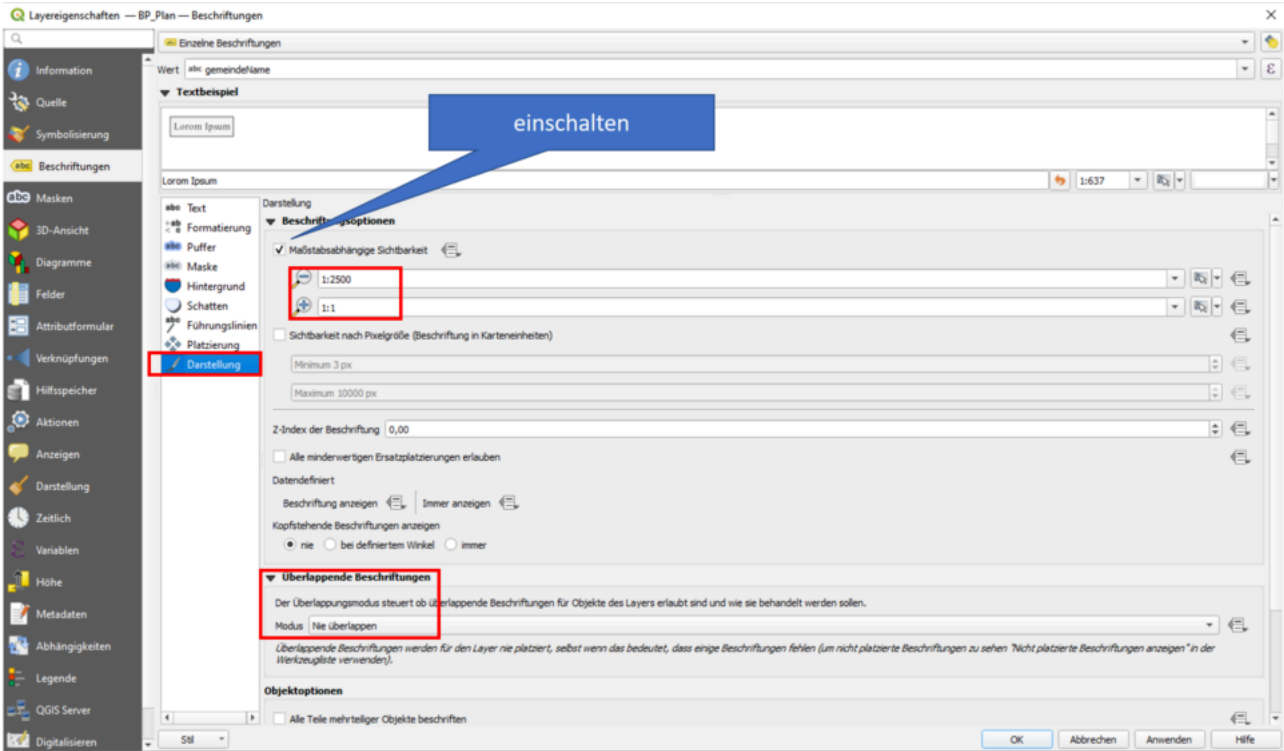 Layereigenschaften — BP_Plan — Beschriftungen
Einzelne Beschriftungen
Information
Wert abc gemeindeName
ε
Quelle
Textbeispiel
Symbolisierung
Lorom Ipsum
einschalten
abc Beschriftungen
Lorom Ipsum
1:637
abc Masken
3D-Ansicht
Diagramme
Felder
Attributformular
Verknüpfungen
Hilfsspeicher
Aktionen
Anzeigen
Darstellung
Zeitlich
Variablen
Höhe
Metadaten
Abhängigkeiten
Legende
QGIS Server
Digitalisieren
abc Text
Formatierung
abc Puffer
abc Maske
Hintergrund
Schatten
abc Führungslinien
Platzierung
Darstellung
Darstellung
Beschriftungsoptionen
Maßstabsabhängige Sichtbarkeit
1:2500
1:1
Sichtbarkeit nach Pixelgröße (Beschriftung in Karteneinheiten)
Minimum 3 px
Maximum 10000 px
Z-Index der Beschriftung 0,00
Alle minderwertigen Ersatzplatzierungen erlauben
Datendefiniert
Beschriftung anzeigen Immer anzeigen
Kopfstehende Beschriftungen anzeigen
nie bei definiertem Winkel immer
Überlappende Beschriftungen
Der Überlappungsmodus steuert ob überlappende Beschriftungen für Objekte des Layers erlaubt sind und wie sie behandelt werden sollen.
Modus Nie überlappen
Überlappende Beschriftungen werden für den Layer nie platziert, selbst wenn das bedeutet, dass einige Beschriftungen fehlen (um nicht platzierte Beschriftungen zu sehen "Nicht platzierte Beschriftungen anzeigen" in der
Werkzeugliste verwenden).
Objektoptionen
Alle Teile mehrteiliger Objekte beschriften
Stil
OK Abbrechen Anwenden Hilfe